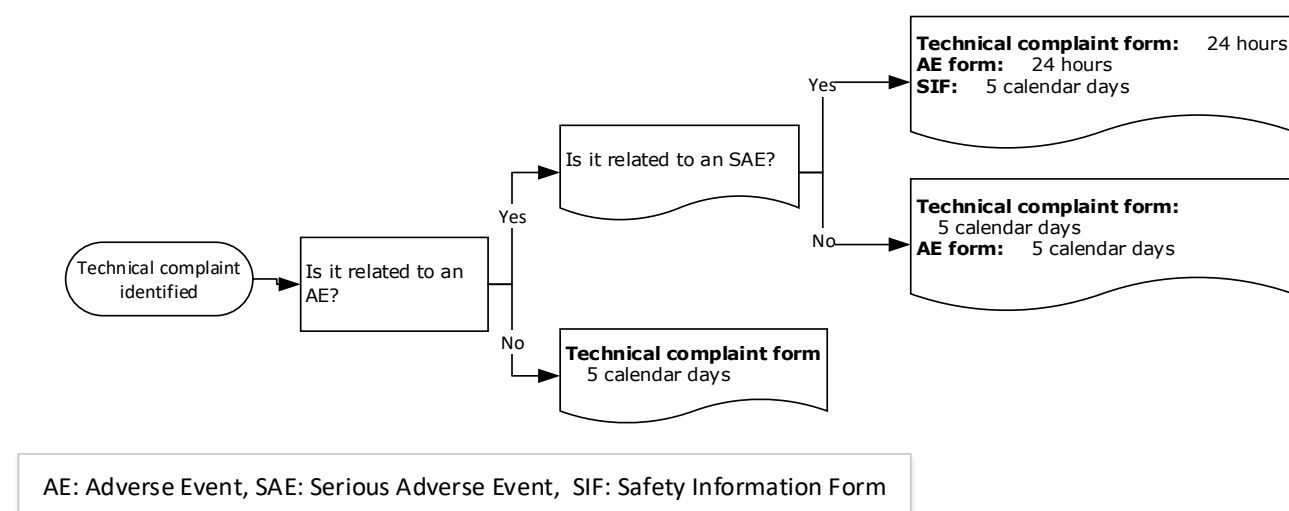 Technical complaint
identified
Is it related to an
AE?
Yes
No
Is it related to an SAE?
Technical complaint form
5 calendar days
Yes
No
Technical complaint form: 24 hours
AE form: 24 hours
SIF: 5 calendar days
Technical complaint form:
5 calendar days
AE form: 5 calendar days
AE: Adverse Event, SAE: Serious Adverse Event, SIF: Safety Information Form